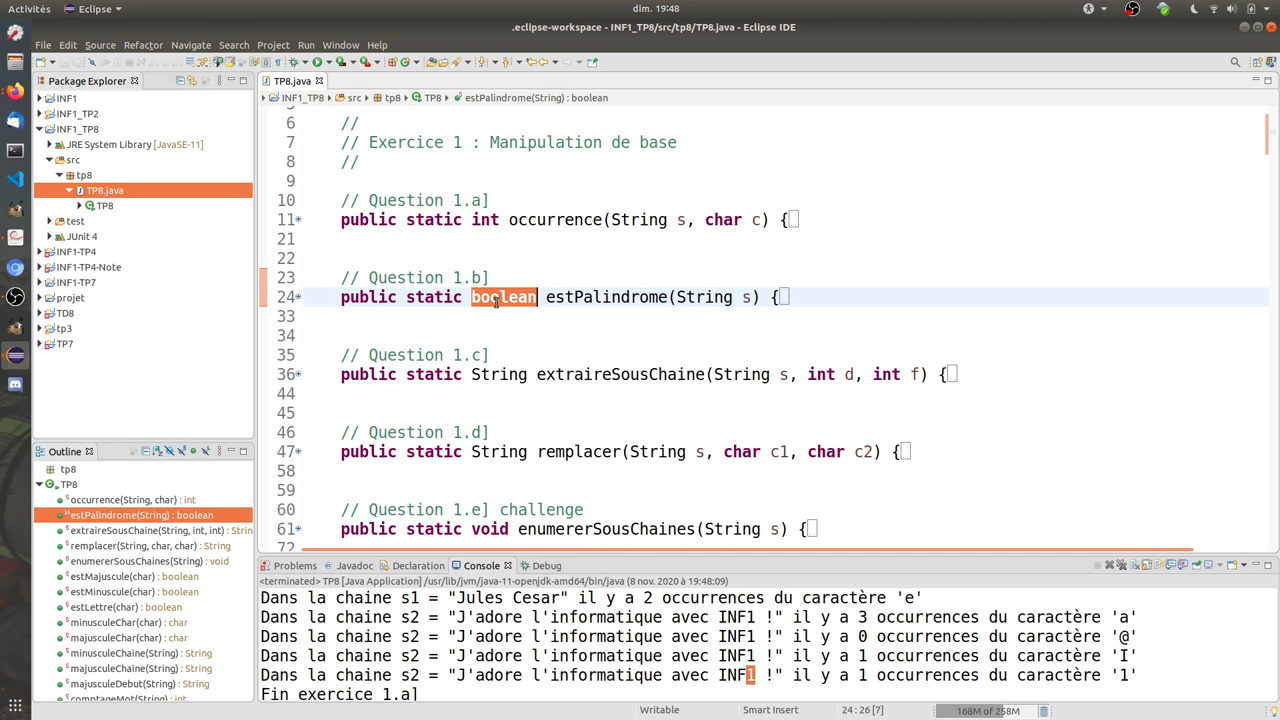 Activités
Eclipse
dim. 19:48
.eclipse-workspace - INF1_TP8/src/tp8/TP8.java - Eclipse IDE
File Edit Source Refactor Navigate Search Project Run Window Help
Package Explorer
INF1
INF1_TP2
INF1_TP8
JRE System Library [JavaSE-11]
src
tp8
TP8.java
TP8
test
JUnit 4
INF1-TP4
INF1-TP4-Note
INF1-TP7
projet
TD8
tp3
TP7
Outline
tp8
TP8
occurrence(String, char) : int
estPalindrome(String) : boolean
extraireSousChaine(String, int, int) : Strin
remplacer(String, char, char) : String
enumererSousChaines(String) : void
estMajuscule(char) : boolean
estMinuscule(char) : boolean
estLettre(char) : boolean
minusculeChar(char) : char
majusculeChar(char) : char
minusculeChaine(String) : String
majusculeChaine(String) : String
majusculeDebut(String) : String
comptageMot(String) : int
TP8.java
INF1_TP8 src tp8 TP8 estPalindrome(String) : boolean
5
6 //
7 // Exercice 1 : Manipulation de base
8 //
9
10 // Question 1.a]
11 public static int occurrence(String s, char c) {
21
22
23 // Question 1.b]
24 public static boolean estPalindrome(String s) {
33
34
35 // Question 1.c]
36 public static String extraireSousChaine(String s, int d, int f) {
44
45
46 // Question 1.d]
47 public static String remplacer(String s, char c1, char c2) {
58
59
60 // Question 1.e] challenge
61 public static void enumererSousChaines(String s) {
72
Problems Javadoc Declaration Console Debug
<terminated> TP8 [Java Application] /usr/lib/jvm/java-11-openjdk-amd64/bin/java (8 nov. 2020 à 19:48:09)
Dans la chaine s1 = "Jules Cesar" il y a 2 occurrences du caractère 'e'
Dans la chaine s2 = "J'adore l'informatique avec INF1 !" il y a 3 occurrences du caractère 'a'
Dans la chaine s2 = "J'adore l'informatique avec INF1 !" il y a 0 occurrences du caractère '@'
Dans la chaine s2 = "J'adore l'informatique avec INF1 !" il y a 1 occurrences du caractère 'I'
Dans la chaine s2 = "J'adore l'informatique avec INF1 !" il y a 1 occurrences du caractère '1'
Fin exercice 1.a]
Writable
Smart Insert
24 : 26 [7]
168M of 258M